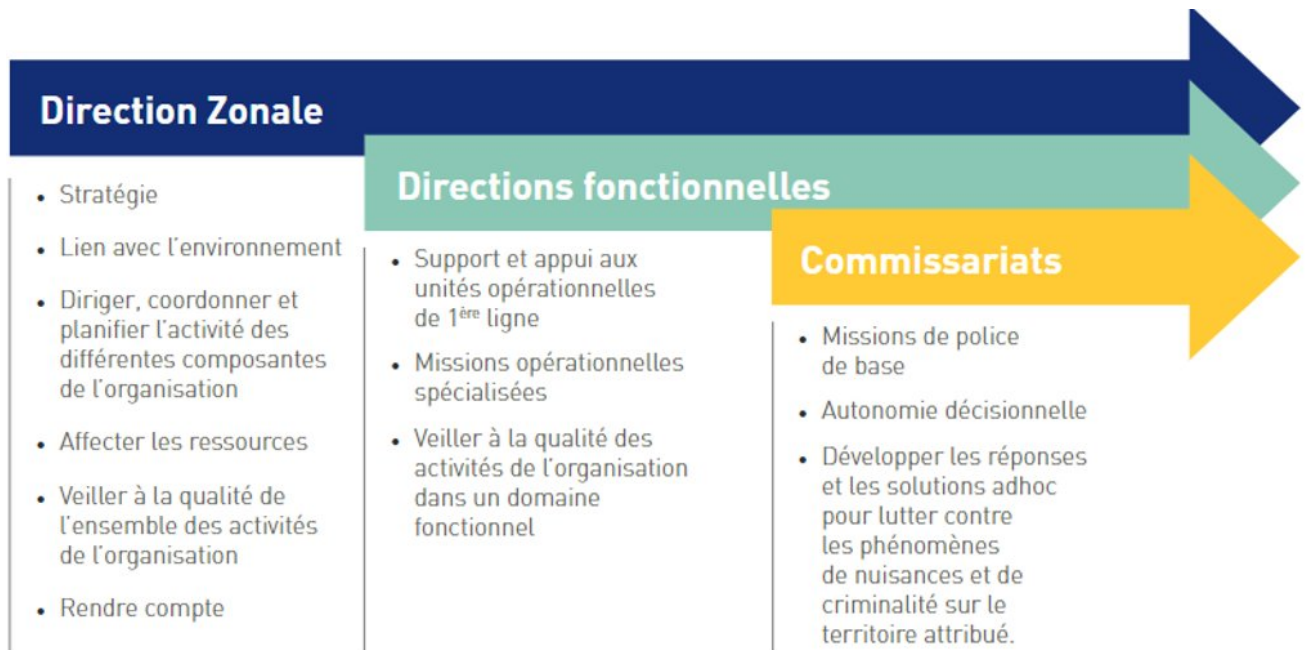 Direction Zonale
• Stratégie
• Lien avec l'environnement
• Diriger, coordonner et
planifier l'activité des
différentes composantes
de l'organisation
• Affecter les ressources
• Veiller à la qualité de
l'ensemble des activités
de l'organisation
• Rendre compte
Directions fonctionnelles
• Support et appui aux
unités opérationnelles
de 1ère ligne
• Missions opérationnelles
spécialisées
• Veiller à la qualité des
activités de l'organisation
dans un domaine
fonctionnel
Commissariats
• Missions de police
de base
• Autonomie décisionnelle
• Développer les réponses
et les solutions adhoc
pour lutter contre
les phénomènes
de nuisances et de
criminalité sur le
territoire attribué.